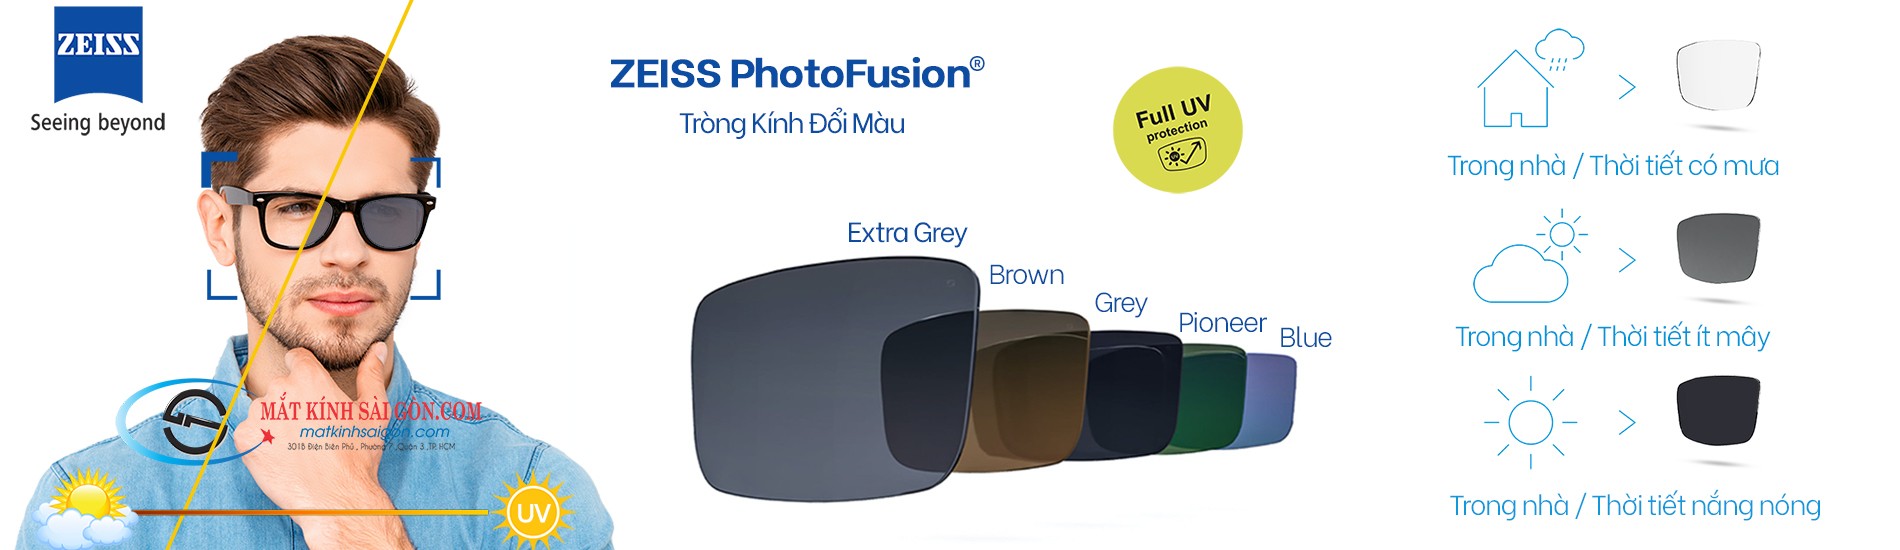 ZEISS
Seeing beyond
MẮT KÍNH SÀI GÒN.COM
matkinhsaigon.com
301B Điện Biên Phủ , Phường 7 , Quận 3 ,TP. HCM
UV
ZEISS PhotoFusion®
Tròng Kính Đổi Màu
Full UV
protection
UV
Extra Grey
Brown
Grey
Pioneer
Blue
Trong nhà / Thời tiết có mưa
Trong nhà / Thời tiết ít mây
Trong nhà / Thời tiết nắng nóng